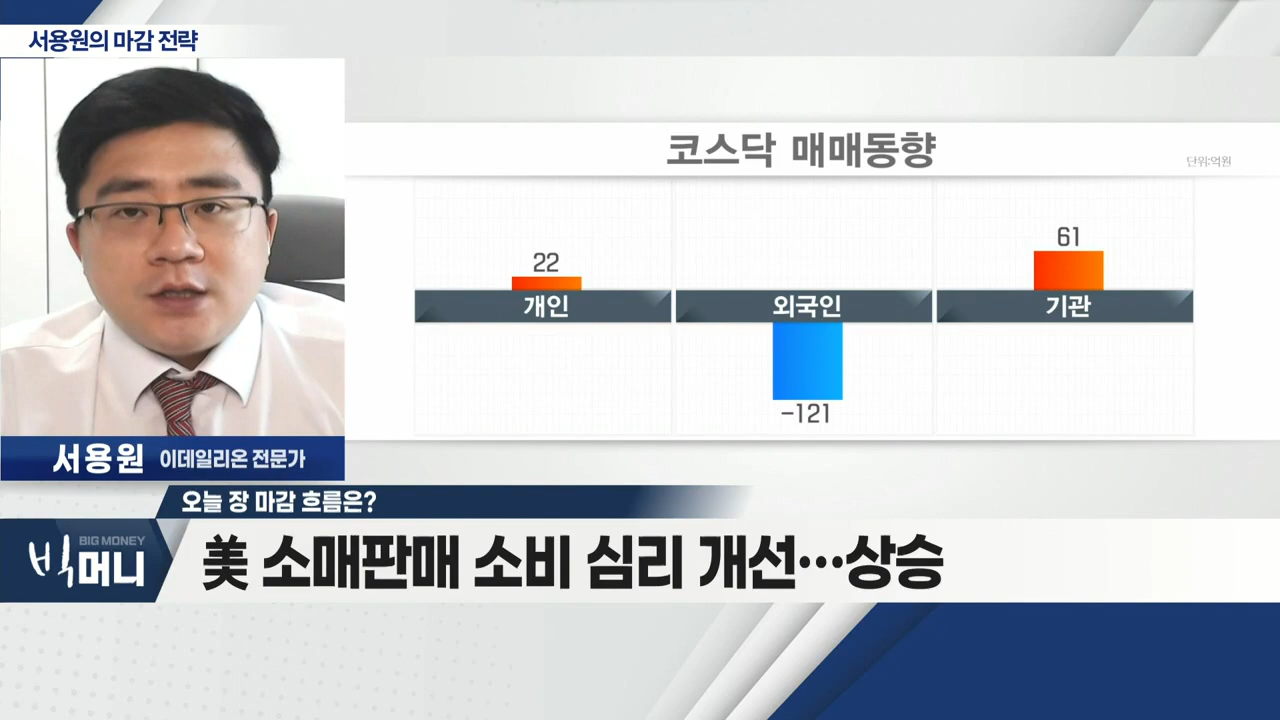 서용원의 마감 전략
코스닥 매매동향
단위:억원
22
61
개인
외국인
기관
-121
서용원 이데일리온 전문가
오늘 장 마감 흐름은?
BIG MONEY
빅머니
美 소매판매 소비 심리 개선…상승